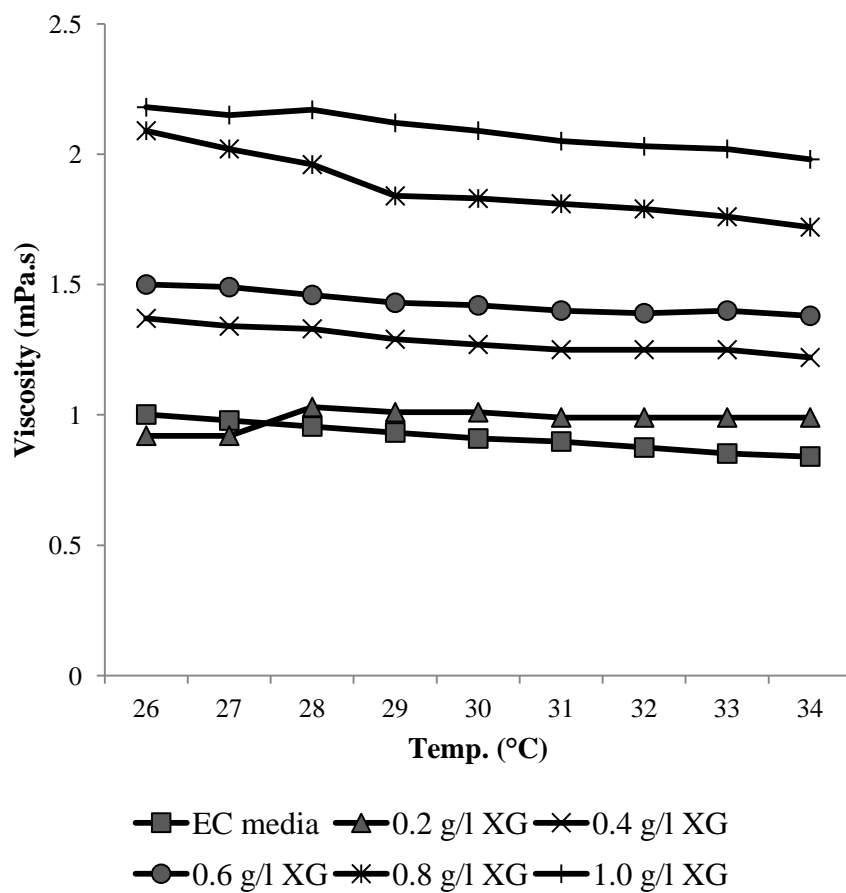 2.5
2
1.5
1
0.5
0
Viscosity (mPa.s)
26 27 28 29 30 31 32 33 34
Temp. (°C)
EC media 0.2 g/l XG 0.4 g/l XG
0.6 g/l XG 0.8 g/l XG 1.0 g/l XG